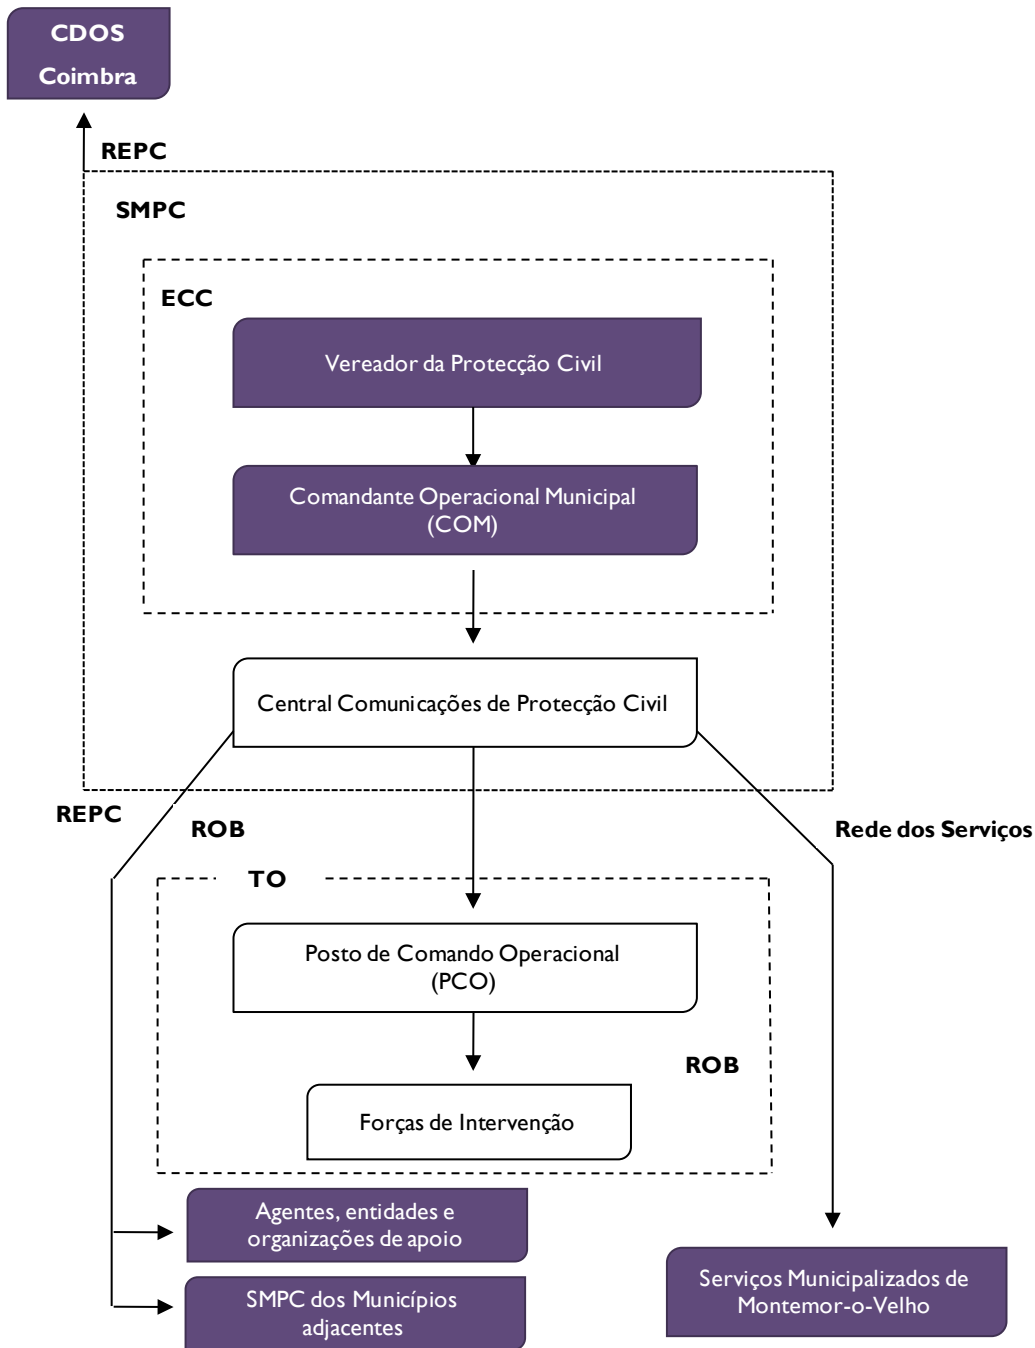 CDOS
Coimbra
REPC
SMPC
ECC
Vereador da Protecção Civil
Comandante Operacional Municipal
(COM)
Central Comunicações de Protecção Civil
REPC
ROB
Rede dos Serviços
TO
Posto de Comando Operacional
(PCO)
ROB
Forças de Intervenção
Agentes, entidades e
organizações de apoio
SMPC dos Municípios
adjacentes
Serviços Municipalizados de
Montemor-o-Velho